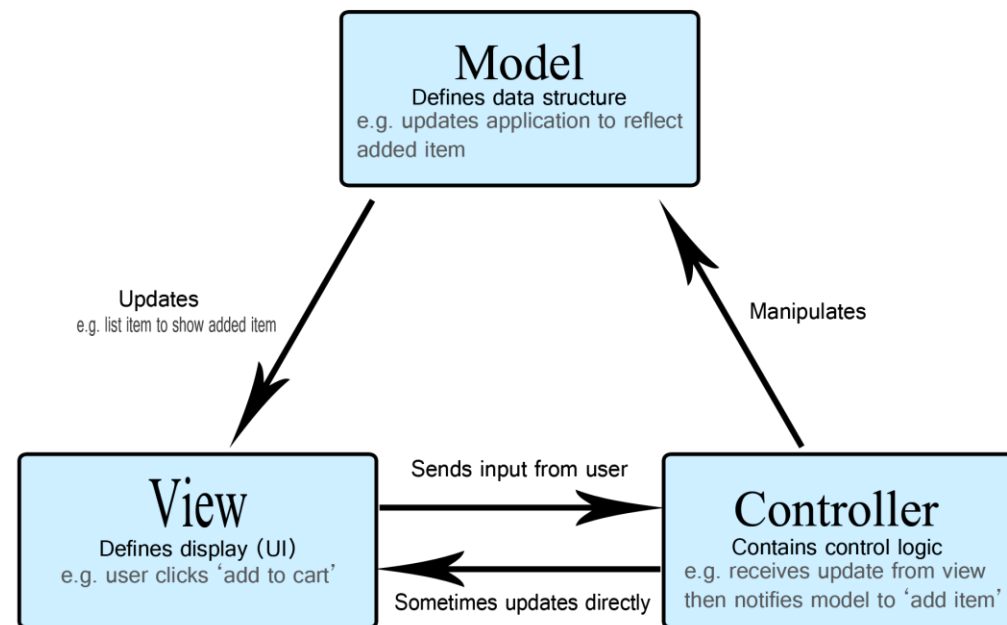 Model
Defines data structure
e.g. updates application to reflect
added item
Updates
e.g. list item to show added item
Manipulates
View
Defines display (UI)
e.g. user clicks ‘add to cart’
Sends input from user
Sometimes updates directly
Controller
Contains control logic
e.g. receives update from view
then notifies model to ‘add item’